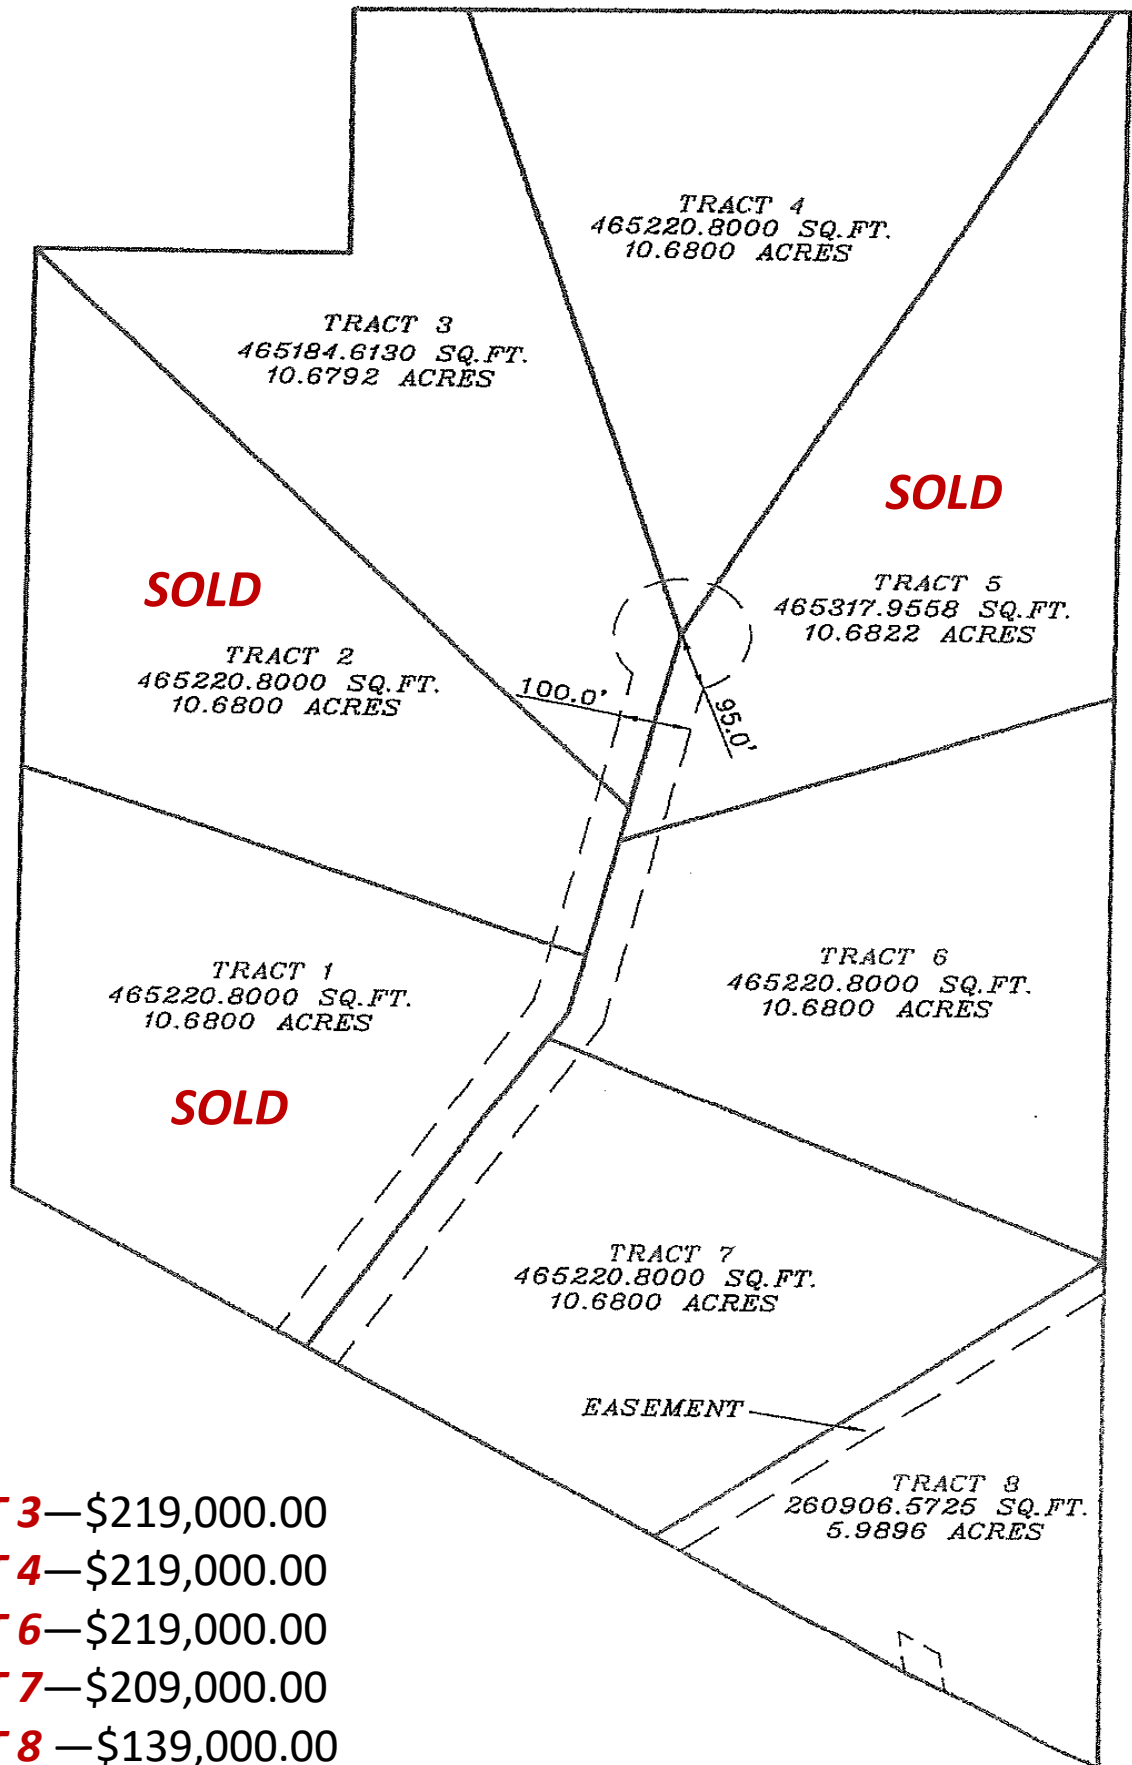 TRACT 4
465220.8000 SQ.FT.
10.6800 ACRES
TRACT 3
465184.6130 SQ.FT.
10.6792 ACRES
SOLD
TRACT 5
465317.9558 SQ.FT.
10.6822 ACRES
SOLD
TRACT 2
465220.8000 SQ.FT.
10.6800 ACRES
100.0'
95.0'
TRACT 1
465220.8000 SQ.FT.
10.6800 ACRES
SOLD
TRACT 6
465220.8000 SQ.FT.
10.6800 ACRES
TRACT 7
465220.8000 SQ.FT.
10.6800 ACRES
EASEMENT
TRACT 8
260906.5725 SQ.FT.
5.9896 ACRES
T 3—$219,000.00
T 4—$219,000.00
T 6—$219,000.00
T 7—$209,000.00
T 8 —$139,000.00